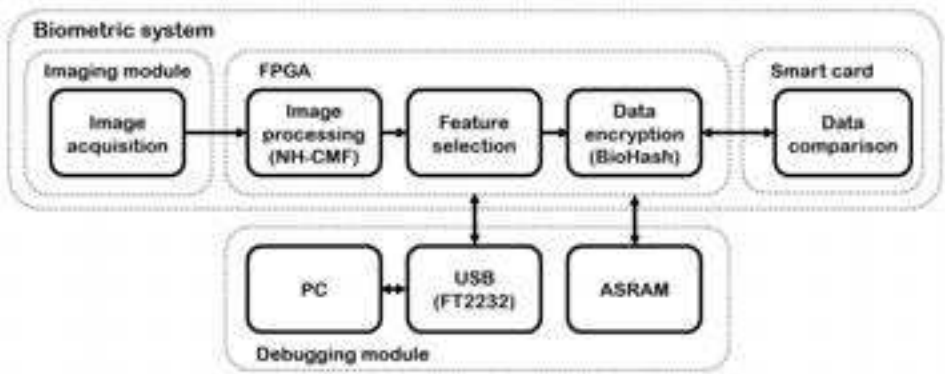 Biometric system
Imaging module
FPGA
Smart card
Image
acquisition
Image
processing
(NH-CMF)
Feature
selection
Data
encryption
(BioHash)
Data
comparison
PC
USB
(FT2232)
ASRAM
Debugging module